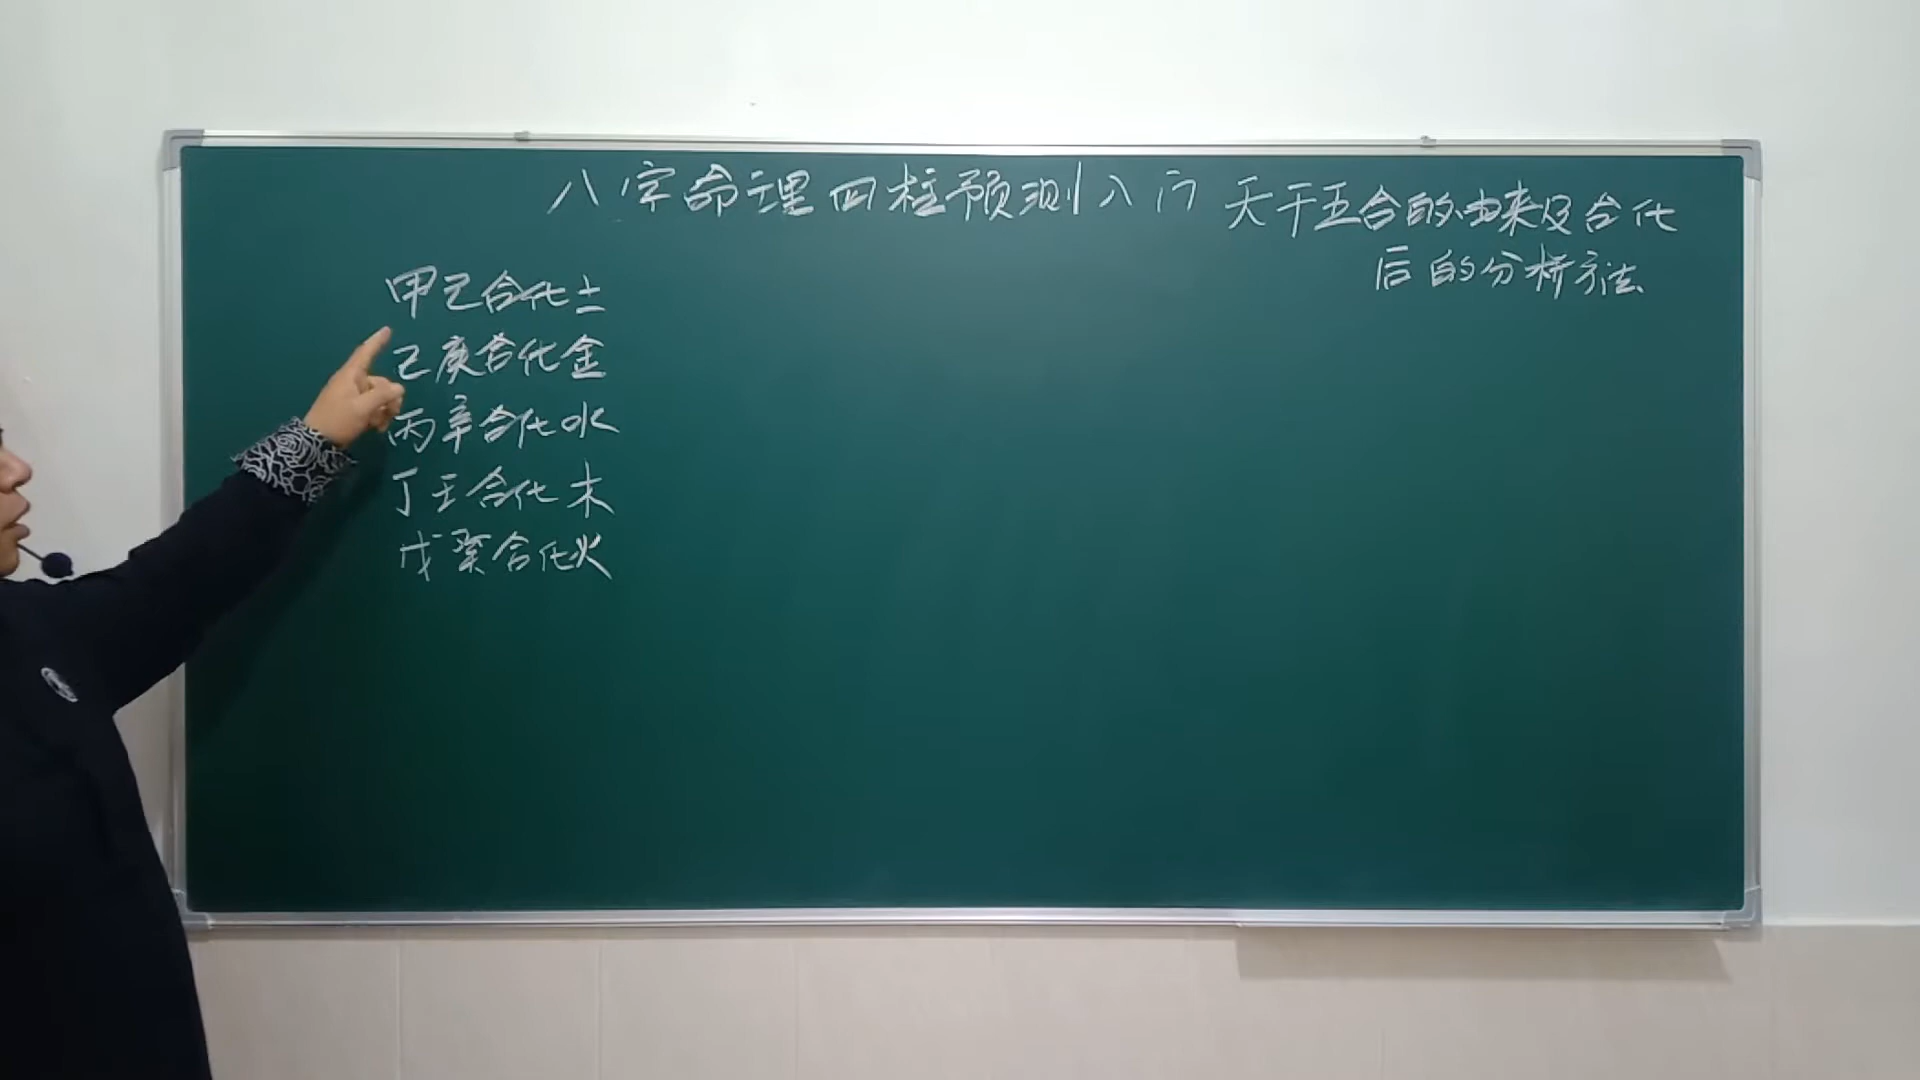 八字命理四柱预测入门 天干五合的由来及合化
后的分析方法
甲己合化土
乙庚合化金
丙辛合化水
丁壬合化木
戊癸合化火